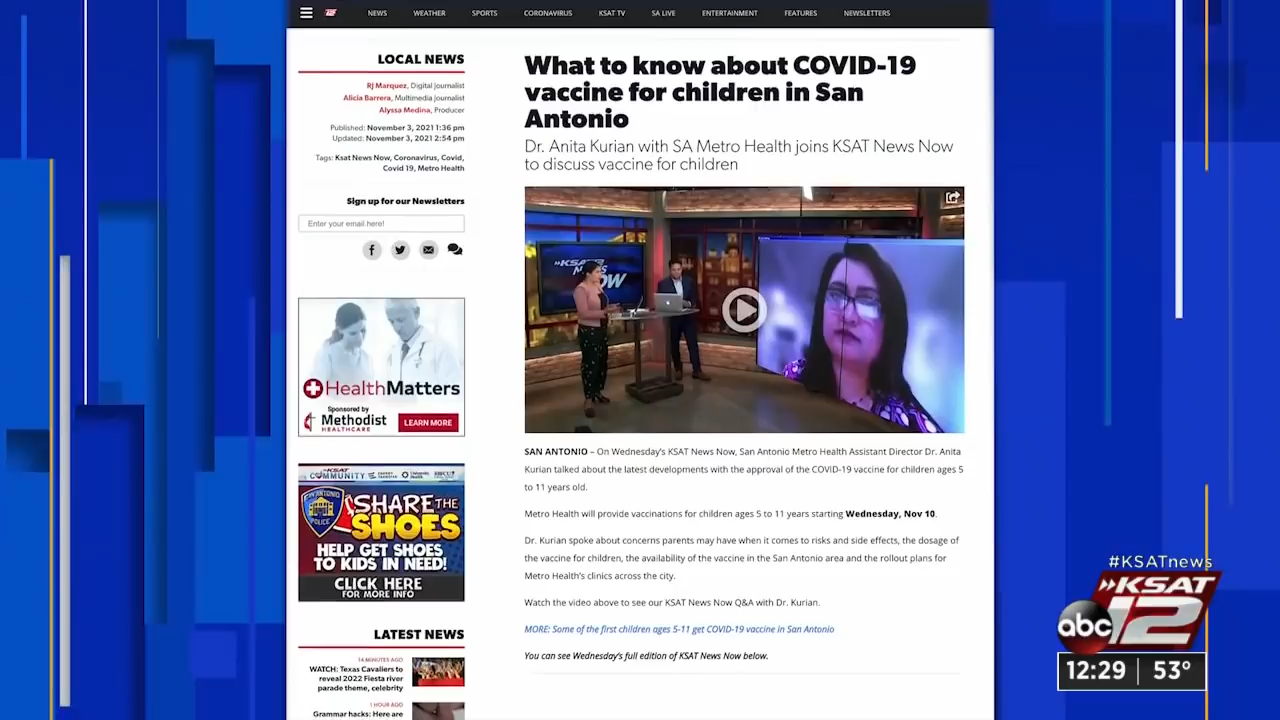 NEWS WEATHER SPORTS CORONAVIRUS KSAT TV SA LIVE ENTERTAINMENT FEATURES NEWSLETTERS
LOCAL NEWS
RJ Marquez, Digital Journalist
Alicia Barrera, Multimedia Journalist
Alyssa Medina, Producer
Published: November 3, 2021 1:36 pm
Updated: November 3, 2021 2:54 pm
Tags: Ksat News Now, Coronavirus, Covid,
Covid 19, Metro Health
Sign up for our Newsletters
Enter your email here!
HealthMatters
Sponsored by
Methodist
HEALTHCARE
LEARN MORE
KSAT
COMMUNITY
SAN ANTONIO
POLICE
SHARE THE
SHOES
HELP GET SHOES
TO KIDS IN NEED!
CLICK HERE
FOR MORE INFO
LATEST NEWS
14 MINUTES AGO
WATCH: Texas Cavaliers to
reveal 2022 Fiesta river
parade theme, celebrity
1 HOUR AGO
Grammar hacks: Here are
What to know about COVID-19
vaccine for children in San
Antonio
Dr. Anita Kurian with SA Metro Health joins KSAT News Now
to discuss vaccine for children
KSAT
NEWS
NOW
SAN ANTONIO – On Wednesday's KSAT News Now, San Antonio Metro Health Assistant Director Dr. Anita
Kurian talked about the latest developments with the approval of the COVID-19 vaccine for children ages 5
to 11 years old.
Metro Health will provide vaccinations for children ages 5 to 11 years starting Wednesday, Nov 10.
Dr. Kurian spoke about concerns parents may have when it comes to risks and side effects, the dosage of
the vaccine for children, the availability of the vaccine in the San Antonio area and the rollout plans for
Metro Health's clinics across the city.
Watch the video above to see our KSAT News Now Q&A with Dr. Kurian.
MORE: Some of the first children ages 5-11 get COVID-19 vaccine in San Antonio
You can see Wednesday's full edition of KSAT News Now below.
#KSATnews
KSAT
abc 12
12:29 53°